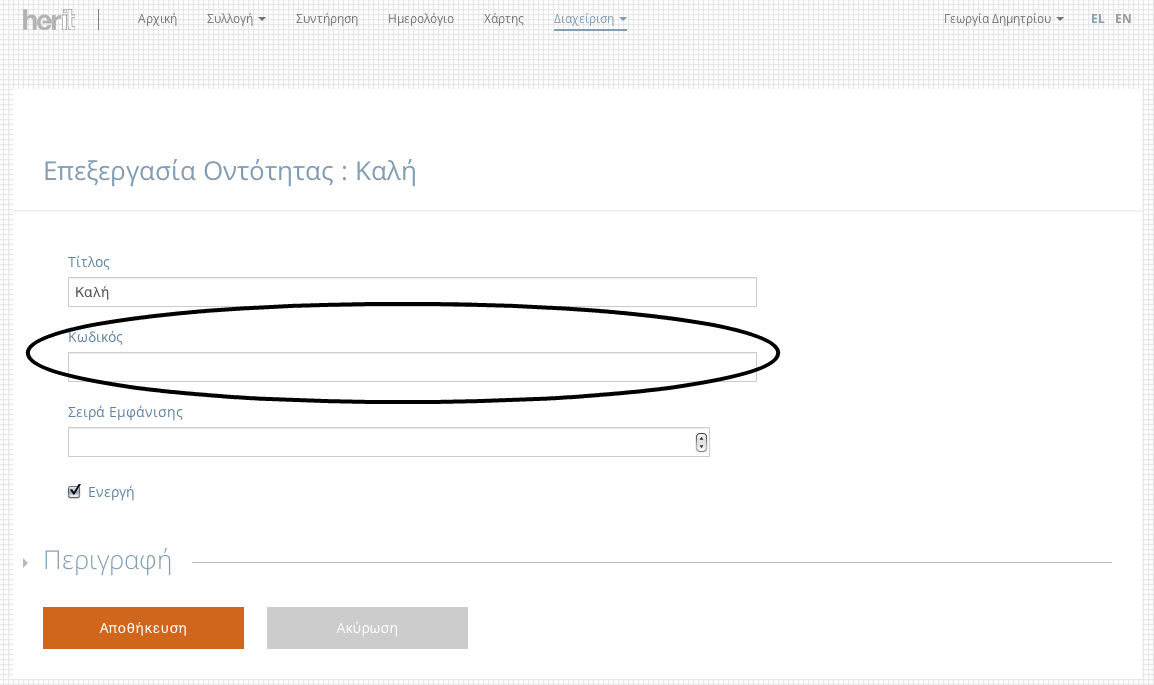 herit Αρχική Συλλογή Συντήρηση Ημερολόγιο Χάρτης Διαχείριση Γεωργία Δημητρίου EL EN
Επεξεργασία Οντότητας : Καλή
Τίτλος
Καλή
Κωδικός
Σειρά Εμφάνισης
Ενεργή
Περιγραφή
Αποθήκευση Ακύρωση